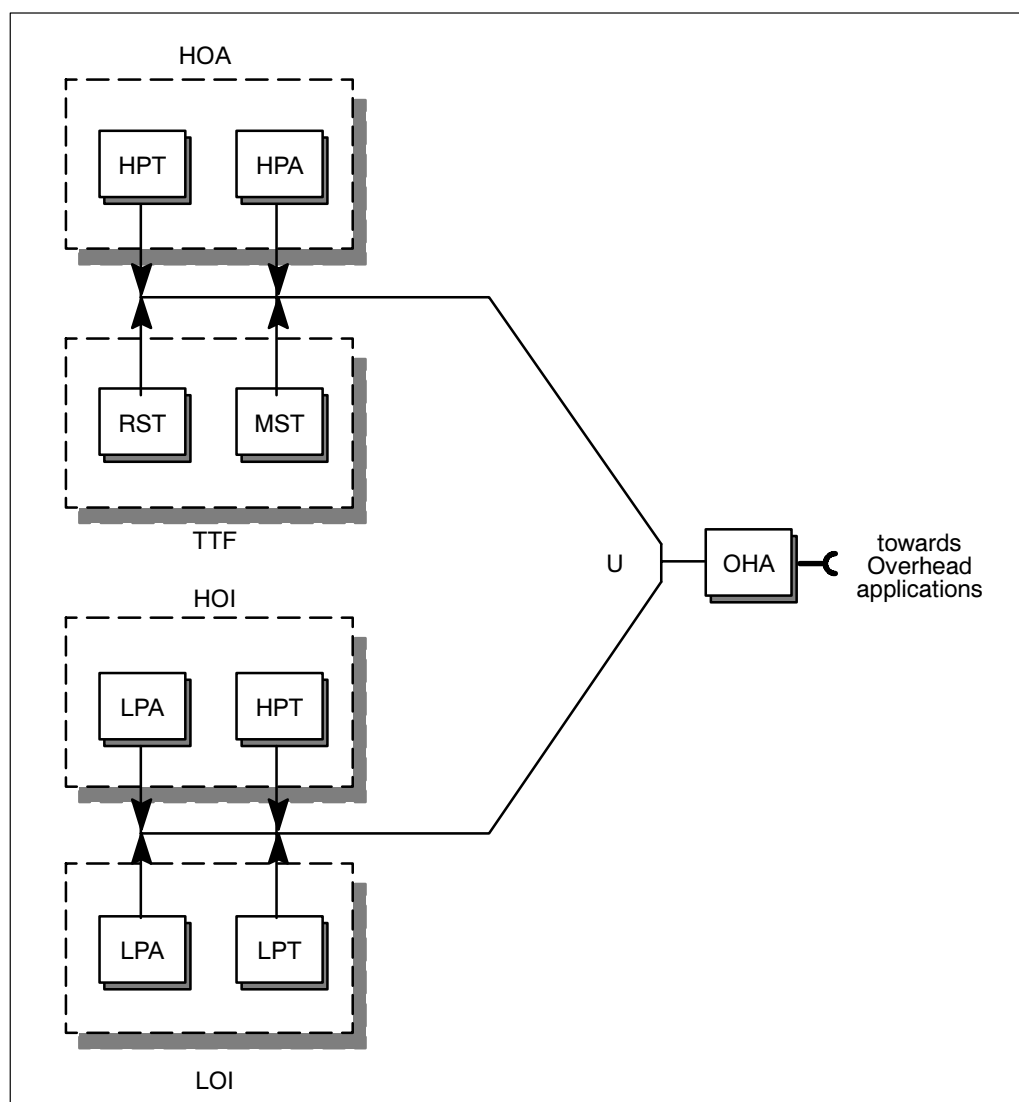 HOA
HPT HPA
RST MST
TTF
HOI
LPA HPT
LPA LPT
LOI
U
OHA
towards
Overhead
applications